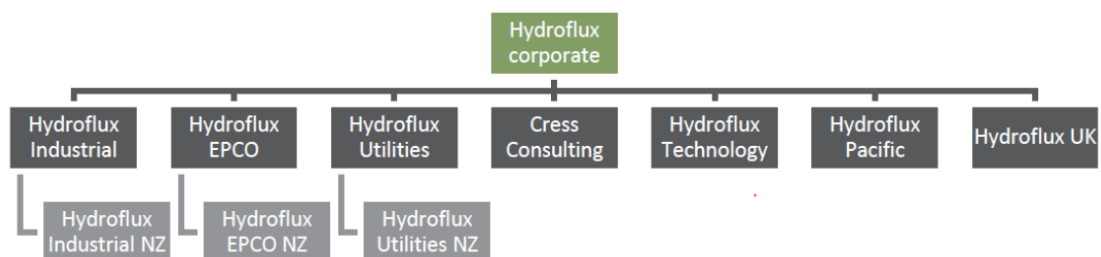 Hydroflux
corporate
Hydroflux
Industrial
Hydroflux
EPCO
Hydroflux
Utilities
Cress
Consulting
Hydroflux
Technology
Hydroflux
Pacific
Hydroflux UK
Hydroflux
Industrial NZ
Hydroflux
EPCO NZ
Hydroflux
Utilities NZ